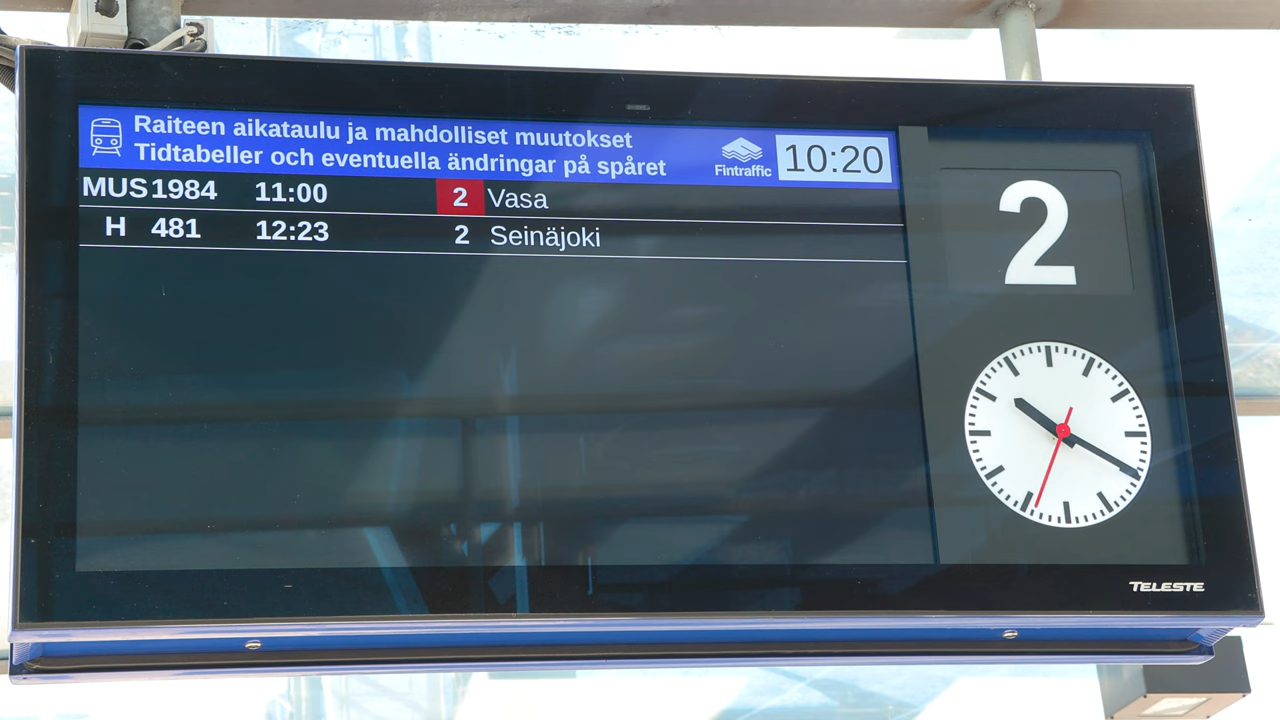 Raiteen aikataulu ja mahdolliset muutokset
Tidtabeller och eventuella ändringar på spåret
Fintraffic
10:20
MUS 1984 11:00 2 Vasa
H 481 12:23 2 Seinäjoki
2
TELESTE